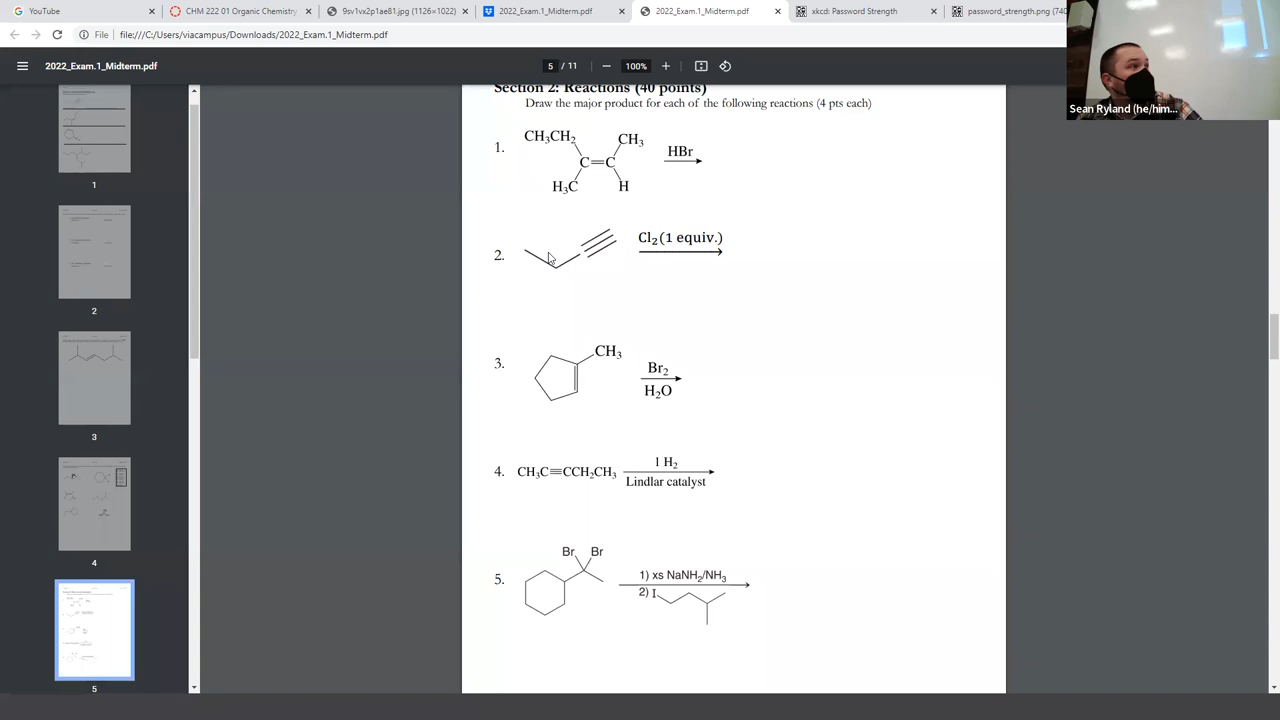 YouTube
CHM 222 01 Organic Chemistry
9sv1vx2p1ae81.jpg (1126×1022)
2022_Exam.1_Midterm.pdf
2022_Exam.1_Midterm.pdf
xkcd: Password Strength
password_strength.png (740
File
file:///C:/Users/viacampus/Downloads/2022_Exam.1_Midterm.pdf
2022_Exam.1_Midterm.pdf
5 / 11
100%
Sean Ryland (he/him...
Section 2: Reactions (40 points)
Draw the major product for each of the following reactions (4 pts each)
1.
CH₃CH₂
CH₃
C=C
H₃C
H
HBr
2.
Cl₂(1 equiv.)
3.
CH₃
Br₂
H₂O
4. CH₃C≡CCH₂CH₃
1 H₂
Lindlar catalyst
5.
Br Br
1) xs NaNH₂/NH₃
2) I
1
2
3
4
5